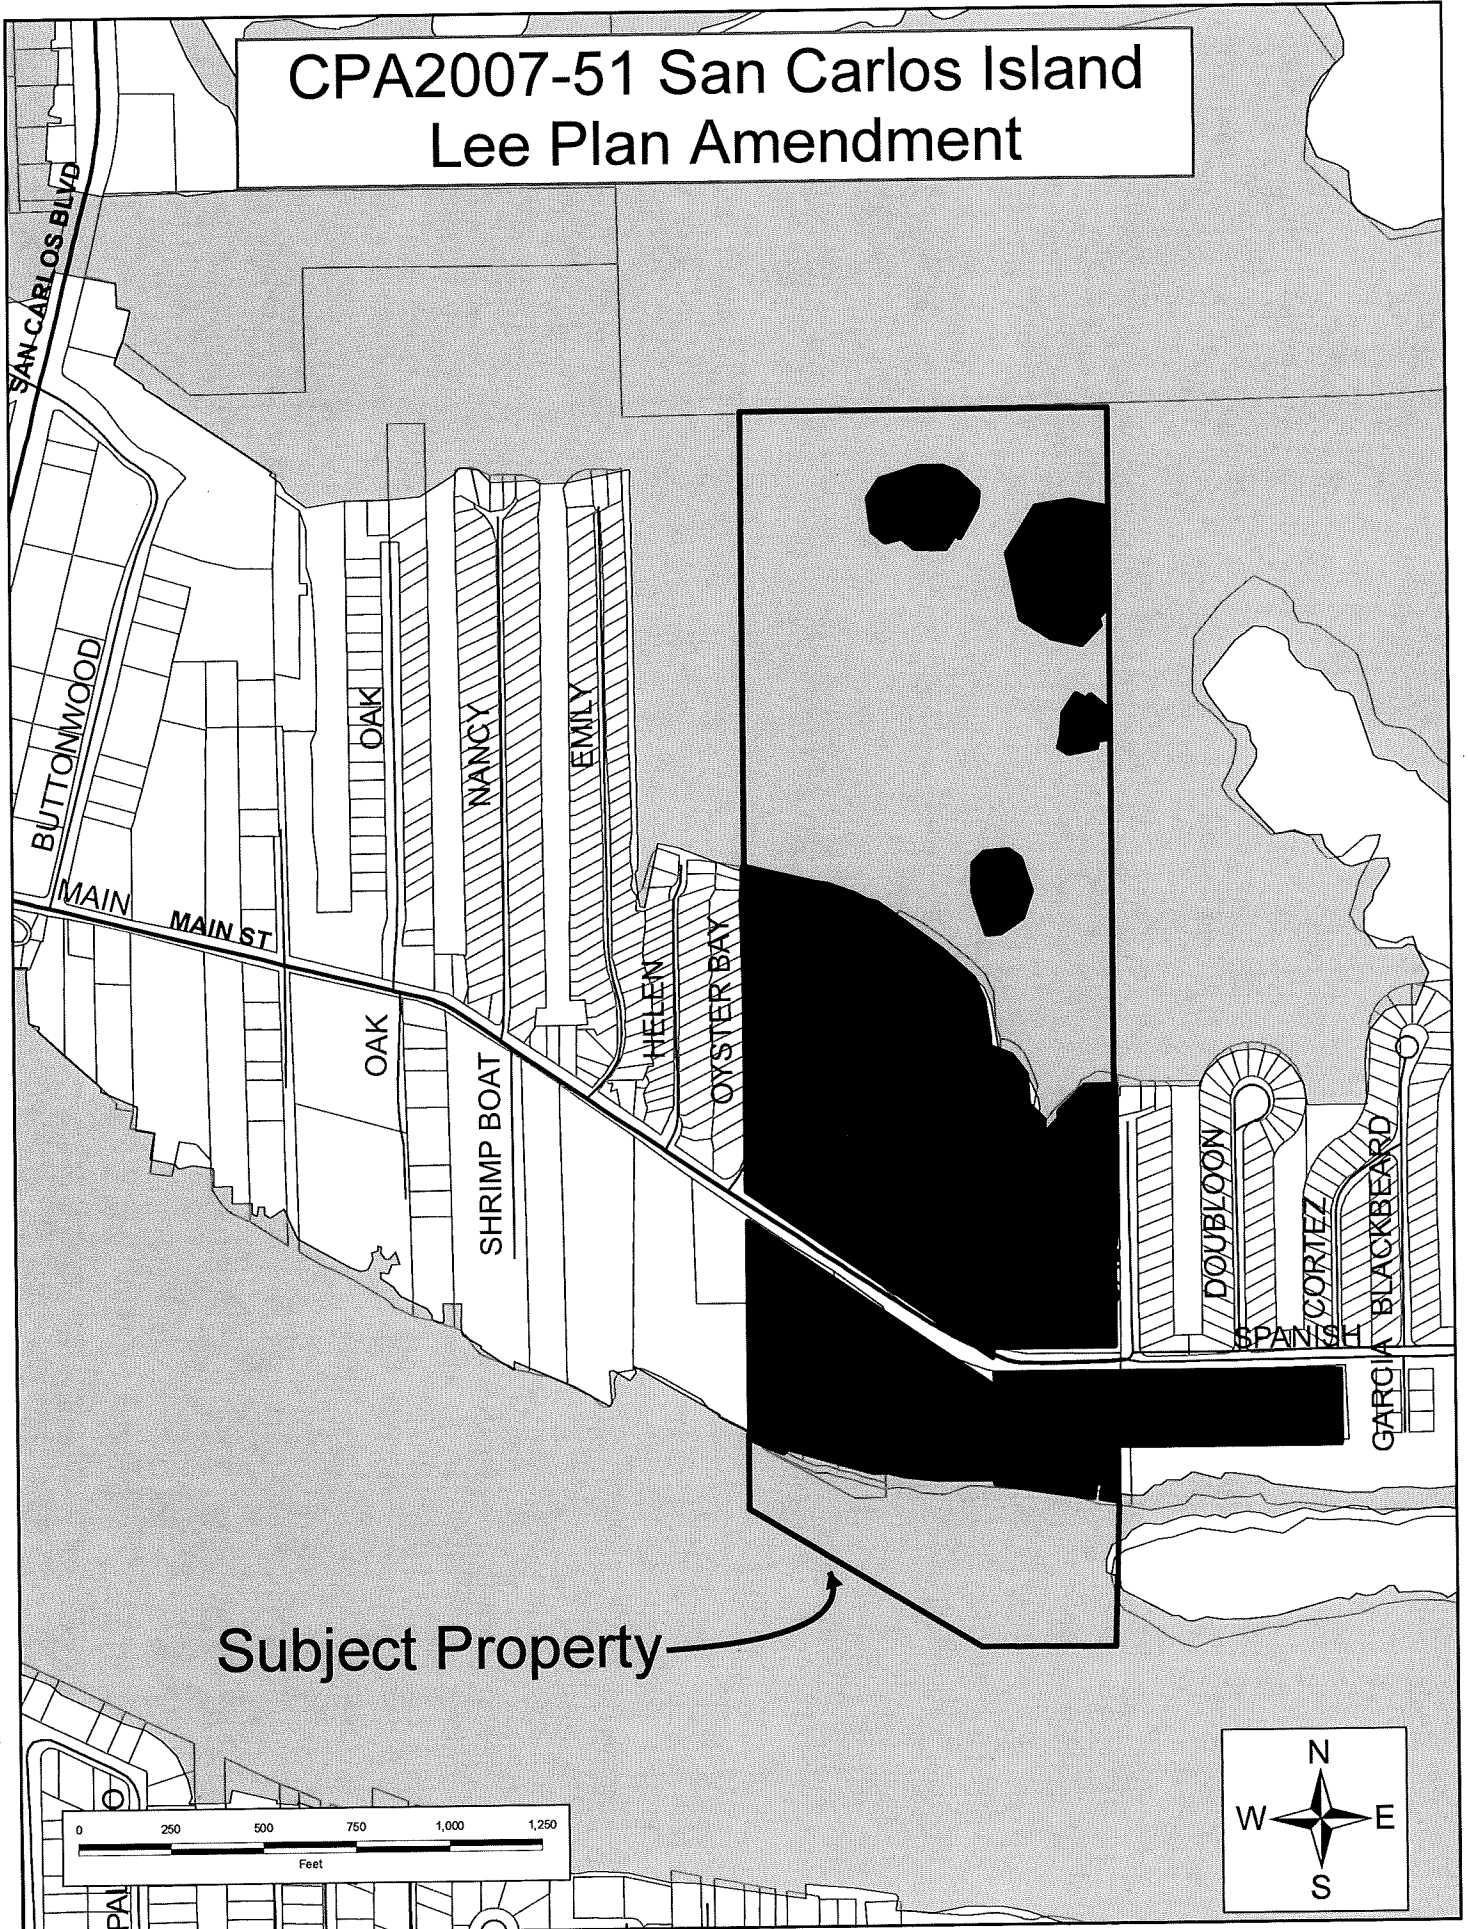 CPA2007-51 San Carlos Island
Lee Plan Amendment
SAN CARLOS BLVD
BUTTONWOOD
OAK
NANCY
EMILY
MAIN
MAIN ST
HELEN
OYSTER BAY
OAK
SHRIMP BOAT
DOUBLOON
CORTEZ
BLACKBEARD
SPANISH
GARCIA
Subject Property
N
W E
S
0 250 500 750 1,000 1,250
Feet